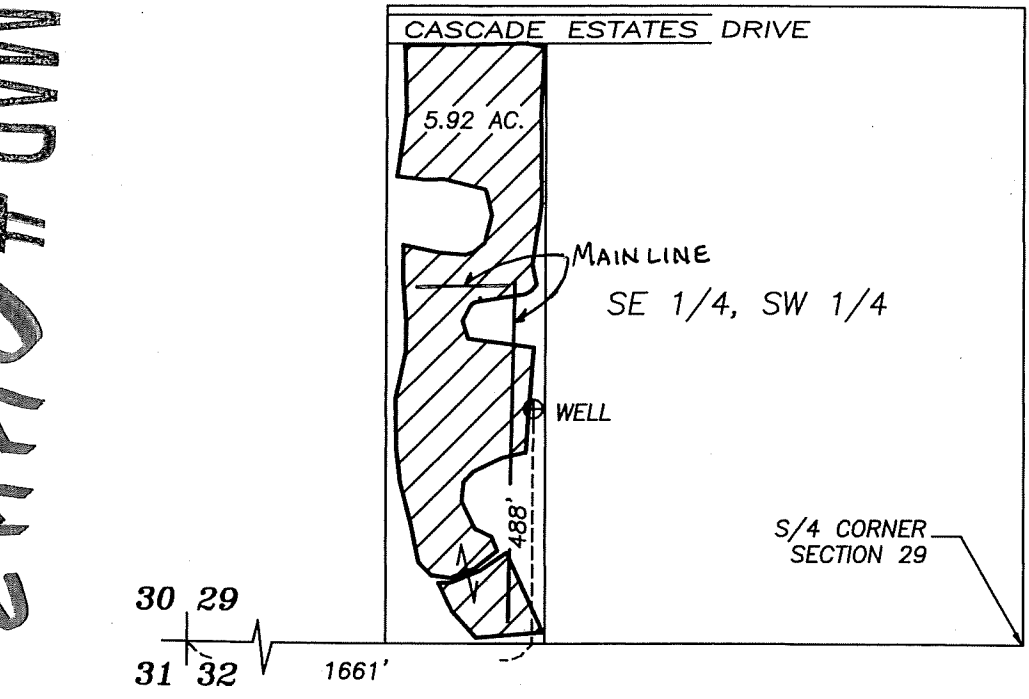 CASCADE ESTATES DRIVE
5.92 AC.
MAINLINE
SE 1/4, SW 1/4
WELL
488'
S/4 CORNER
SECTION 29
30 29
31 32
1661'